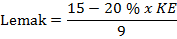 Lemak = 15 − 20 % x KE / 9